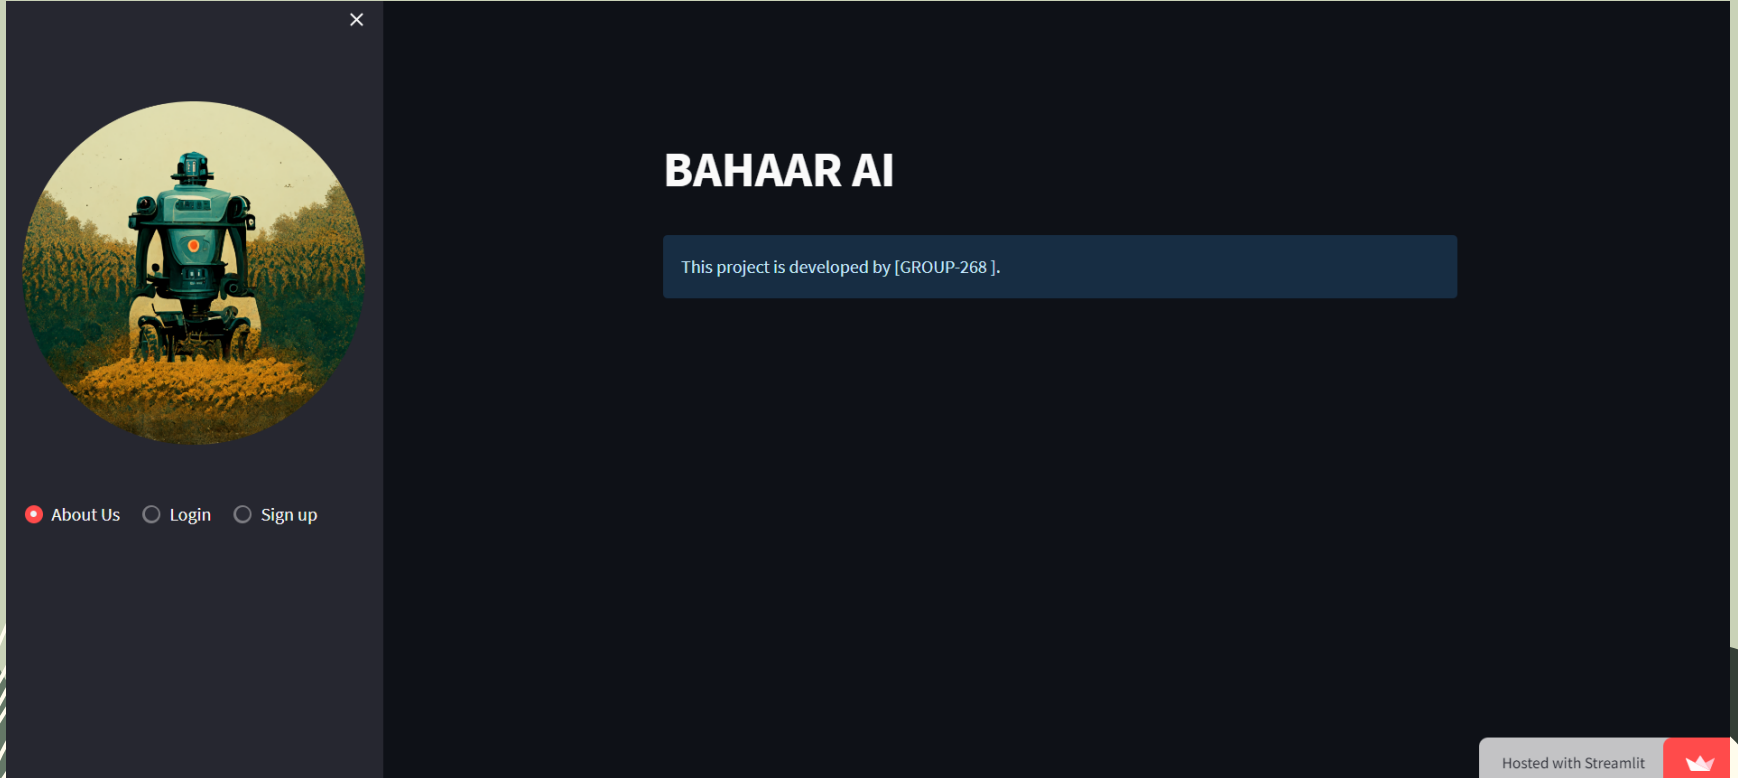 About Us
Login
Sign up
BAHAAR AI
This project is developed by [GROUP-268 ].
Hosted with Streamlit